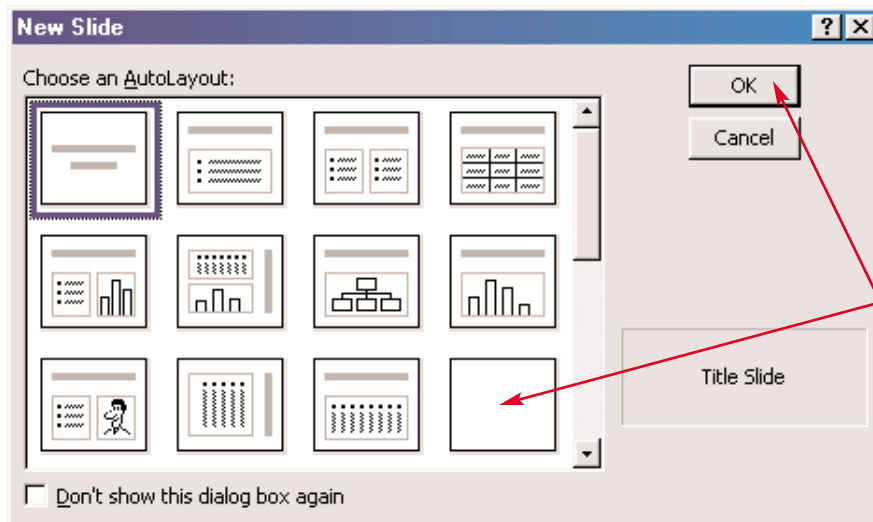 New Slide
Choose an AutoLayout:
OK
Cancel
Title Slide
Don't show this dialog box again